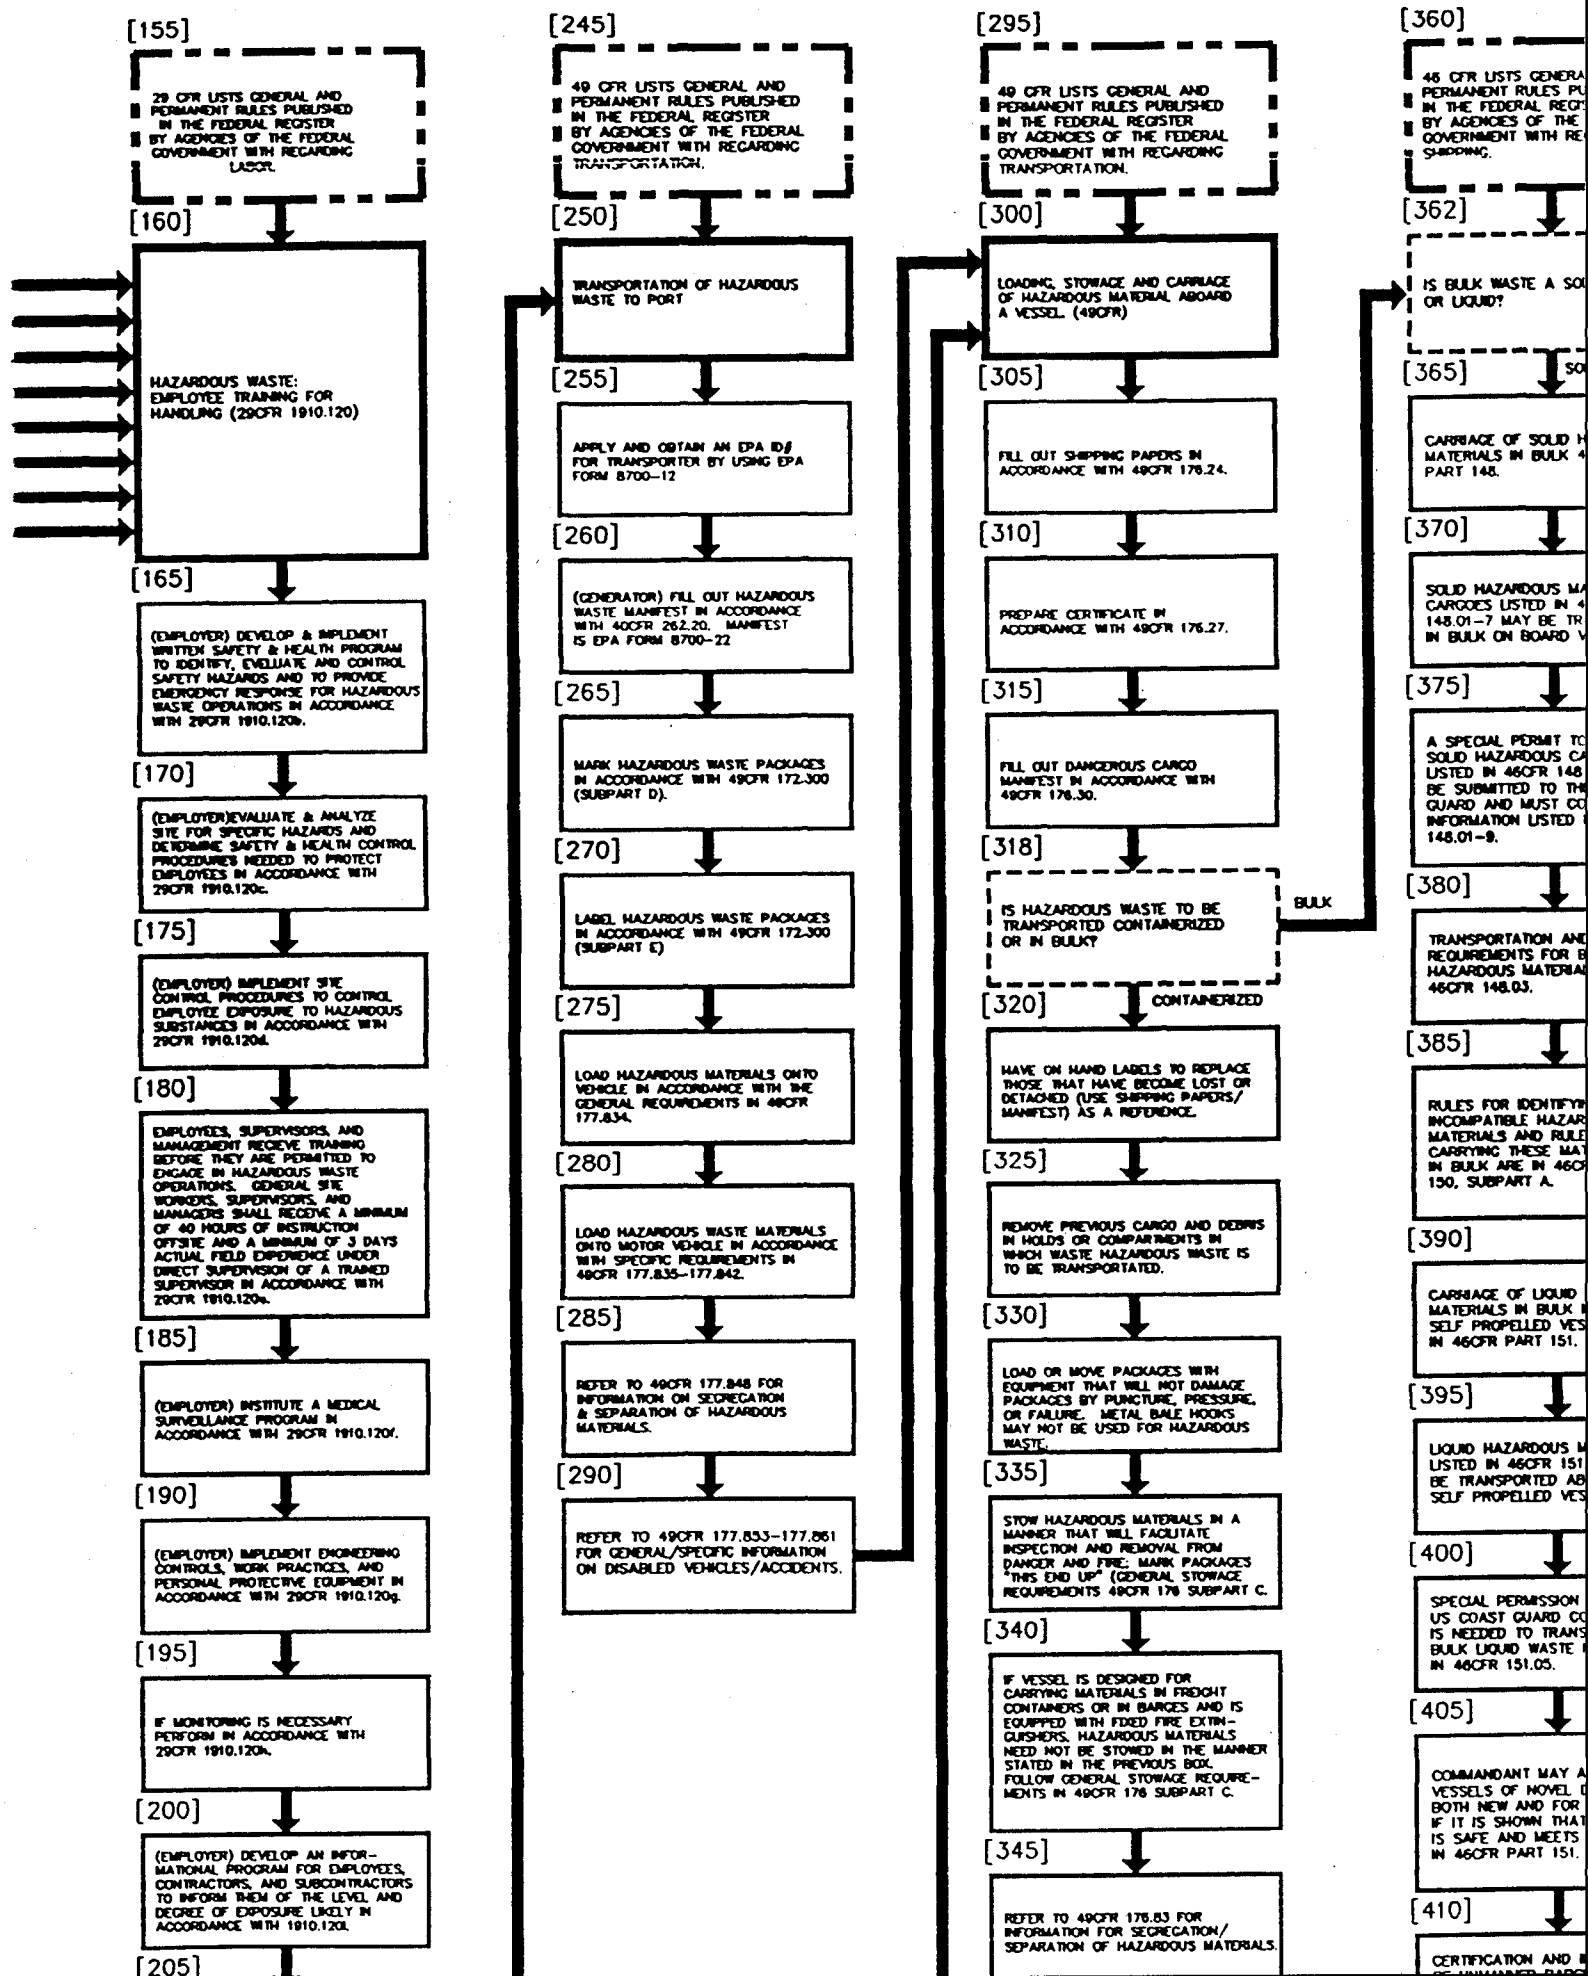 [155]
29 CFR LISTS GENERAL AND
PERMANENT RULES PUBLISHED
IN THE FEDERAL REGISTER
BY AGENCIES OF THE FEDERAL
GOVERNMENT WITH REGARDING
LABOR.
[160]
HAZARDOUS WASTE:
EMPLOYEE TRAINING FOR
HANDLING (29CFR 1910.120)
[165]
(EMPLOYER) DEVELOP & IMPLEMENT
WRITTEN SAFETY & HEALTH PROGRAM
TO IDENTIFY, EVELUATE AND CONTROL
SAFETY HAZARDS AND TO PROVIDE
EMERGENCY RESPONSE FOR HAZARDOUS
WASTE OPERATIONS IN ACCORDANCE
WITH 29CFR 1910.120b.
[170]
(EMPLOYER)EVALUATE & ANALYZE
SITE FOR SPECIFIC HAZARDS AND
DETERMINE SAFETY & HEALTH CONTROL
PROCEDURES NEEDED TO PROTECT
EMPLOYEES IN ACCORDANCE WITH
29CFR 1910.120c.
[175]
(EMPLOYER) IMPLEMENT SITE
CONTROL PROCEDURES TO CONTROL
EMPLOYEE EXPOSURE TO HAZARDOUS
SUBSTANCES IN ACCORDANCE WITH
29CFR 1910.120d.
[180]
EMPLOYEES, SUPERVISORS, AND
MANAGEMENT RECIEVE TRAINING
BEFORE THEY ARE PERMITTED TO
ENGAGE IN HAZARDOUS WASTE
OPERATIONS. GENERAL SITE
WORKERS, SUPERVISORS, AND
MANAGERS SHALL RECEIVE A MINIMUM
OF 40 HOURS OF INSTRUCTION
OFFSITE AND A MINIMUM OF 3 DAYS
ACTUAL FIELD EXPERIENCE UNDER
DIRECT SUPERVISION OF A TRAINED
SUPERVISOR IN ACCORDANCE WITH
29CFR 1910.120e.
[185]
(EMPLOYER) INSTITUTE A MEDICAL
SURVEILLANCE PROGRAM IN
ACCORDANCE WITH 29CFR 1910.120f.
[190]
(EMPLOYER) IMPLEMENT ENGINEERING
CONTROLS, WORK PRACTICES, AND
PERSONAL PROTECTIVE EQUIPMENT IN
ACCORDANCE WITH 29CFR 1910.120g.
[195]
IF MONITORING IS NECESSARY
PERFORM IN ACCORDANCE WITH
29CFR 1910.120h.
[200]
(EMPLOYER) DEVELOP AN INFOR-
MATIONAL PROGRAM FOR EMPLOYEES,
CONTRACTORS, AND SUBCONTRACTORS
TO INFORM THEM OF THE LEVEL AND
DEGREE OF EXPOSURE LIKELY IN
ACCORDANCE WITH 1910.120i.
[205]
[245]
49 CFR LISTS GENERAL AND
PERMANENT RULES PUBLISHED
IN THE FEDERAL REGISTER
BY AGENCIES OF THE FEDERAL
GOVERNMENT WITH REGARDING
TRANSPORTATION.
[250]
TRANSPORTATION OF HAZARDOUS
WASTE TO PORT
[255]
APPLY AND OBTAIN AN EPA ID#
FOR TRANSPORTER BY USING EPA
FORM 8700-12
[260]
(GENERATOR) FILL OUT HAZARDOUS
WASTE MANIFEST IN ACCORDANCE
WITH 40CFR 262.20. MANIFEST
IS EPA FORM 8700-22
[265]
MARK HAZARDOUS WASTE PACKAGES
IN ACCORDANCE WITH 49CFR 172.300
(SUBPART D).
[270]
LABEL HAZARDOUS WASTE PACKAGES
IN ACCORDANCE WITH 49CFR 172.300
(SUBPART E)
[275]
LOAD HAZARDOUS MATERIALS ONTO
VEHICLE IN ACCORDANCE WITH THE
GENERAL REQUIREMENTS IN 49CFR
177.834.
[280]
LOAD HAZARDOUS WASTE MATERIALS
ONTO MOTOR VEHICLE IN ACCORDANCE
WITH SPECIFIC REQUIREMENTS IN
49CFR 177.835-177.842.
[285]
REFER TO 49CFR 177.848 FOR
INFORMATION ON SEGREGATION
& SEPARATION OF HAZARDOUS
MATERIALS.
[290]
REFER TO 49CFR 177.853-177.861
FOR GENERAL/SPECIFIC INFORMATION
ON DISABLED VEHICLES/ACCIDENTS.
[295]
49 CFR LISTS GENERAL AND
PERMANENT RULES PUBLISHED
IN THE FEDERAL REGISTER
BY AGENCIES OF THE FEDERAL
GOVERNMENT WITH REGARDING
TRANSPORTATION.
[300]
LOADING, STOWAGE AND CARRIAGE
OF HAZARDOUS MATERIAL ABOARD
A VESSEL. (49CFR)
[305]
FILL OUT SHIPPING PAPERS IN
ACCORDANCE WITH 49CFR 176.24.
[310]
PREPARE CERTIFICATE IN
ACCORDANCE WITH 49CFR 176.27.
[315]
FILL OUT DANGEROUS CARGO
MANIFEST IN ACCORDANCE WITH
49CFR 176.30.
[318]
IS HAZARDOUS WASTE TO BE
TRANSPORTED CONTAINERIZED
OR IN BULK?
BULK
[320]
CONTAINERIZED
HAVE ON HAND LABELS TO REPLACE
THOSE THAT HAVE BECOME LOST OR
DETACHED (USE SHIPPING PAPERS/
MANIFEST) AS A REFERENCE.
[325]
REMOVE PREVIOUS CARGO AND DEBRIS
IN HOLDS OR COMPARTMENTS IN
WHICH WASTE HAZARDOUS WASTE IS
TO BE TRANSPORTATED.
[330]
LOAD OR MOVE PACKAGES WITH
EQUIPMENT THAT WILL NOT DAMAGE
PACKAGES BY PUNCTURE, PRESSURE,
OR FAILURE. METAL BALE HOOKS
MAY NOT BE USED FOR HAZARDOUS
WASTE.
[335]
STOW HAZARDOUS MATERIALS IN A
MANNER THAT WILL FACILITATE
INSPECTION AND REMOVAL FROM
DANGER AND FIRE; MARK PACKAGES
"THIS END UP" (GENERAL STOWAGE
REQUIREMENTS 49CFR 176 SUBPART C.
[340]
IF VESSEL IS DESIGNED FOR
CARRYING MATERIALS IN FREIGHT
CONTAINERS OR IN BARGES AND IS
EQUIPPED WITH FIXED FIRE EXTIN-
GUISHERS, HAZARDOUS MATERIALS
NEED NOT BE STOWED IN THE MANNER
STATED IN THE PREVIOUS BOX.
FOLLOW GENERAL STOWAGE REQUIRE-
MENTS IN 49CFR 176 SUBPART C.
[345]
REFER TO 49CFR 176.83 FOR
INFORMATION FOR SEGREGATION/
SEPARATION OF HAZARDOUS MATERIALS.
[360]
46 CFR LISTS GENERA
PERMANENT RULES PU
IN THE FEDERAL REGI
BY AGENCIES OF THE
GOVERNMENT WITH RE
SHIPPING.
[362]
IS BULK WASTE A SO
OR LIQUID?
[365]
SO
CARRIAGE OF SOLID H
MATERIALS IN BULK 4
PART 148.
[370]
SOLID HAZARDOUS MA
CARGOES LISTED IN 4
148.01-7 MAY BE TR
IN BULK ON BOARD V
[375]
A SPECIAL PERMIT TO
SOLID HAZARDOUS CA
LISTED IN 46CFR 148
BE SUBMITTED TO TH
GUARD AND MUST CO
INFORMATION LISTED
148.01-9.
[380]
TRANSPORTATION AND
REQUIREMENTS FOR B
HAZARDOUS MATERIA
46CFR 148.03.
[385]
RULES FOR IDENTIFYI
INCOMPATIBLE HAZAR
MATERIALS AND RULE
CARRYING THESE MAT
IN BULK ARE IN 46CF
150, SUBPART A.
[390]
CARRIAGE OF LIQUID
MATERIALS IN BULK
SELF PROPELLED VES
IN 46CFR PART 151.
[395]
LIQUID HAZARDOUS M
LISTED IN 46CFR 151
BE TRANSPORTED AB
SELF PROPELLED VES
[400]
SPECIAL PERMISSION
US COAST GUARD CO
IS NEEDED TO TRANS
BULK LIQUID WASTE
IN 46CFR 151.05.
[405]
COMMANDANT MAY A
VESSELS OF NOVEL D
BOTH NEW AND FOR
IF IT IS SHOWN THAT
IS SAFE AND MEETS
IN 46CFR PART 151.
[410]
CERTIFICATION AND